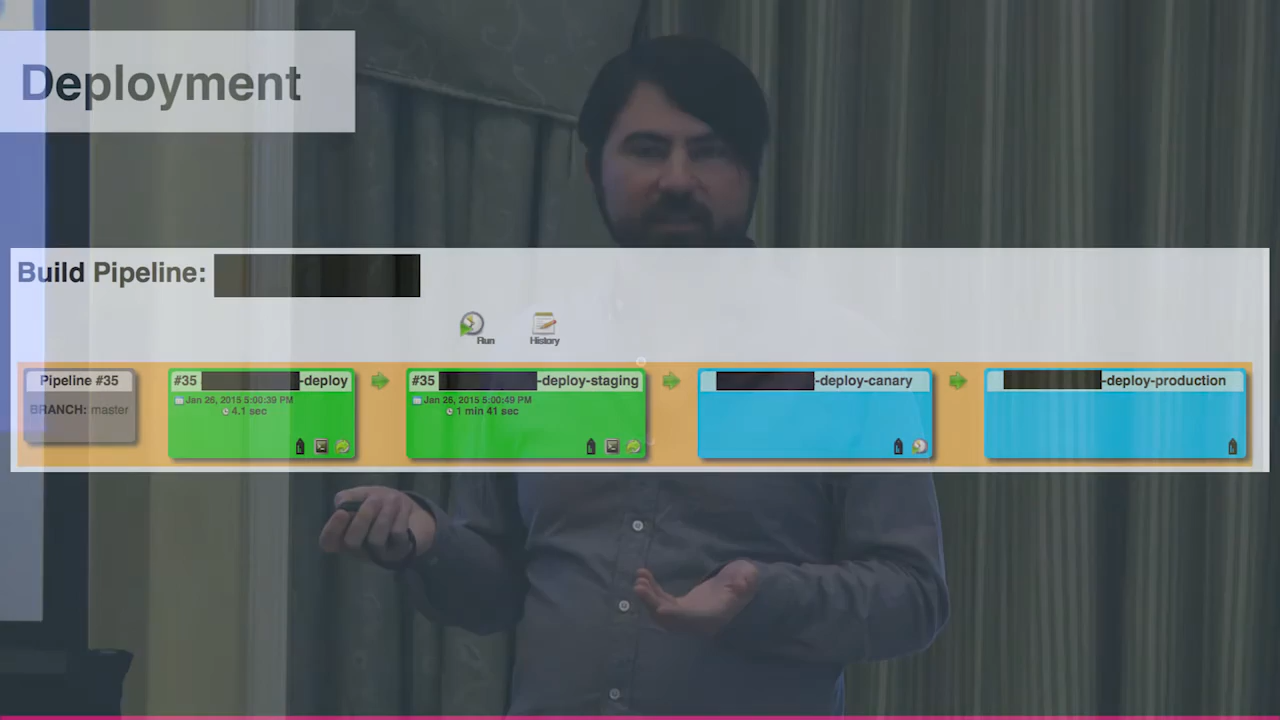 Deployment
Build Pipeline:
Run History
Pipeline #35
BRANCH: master
#35 -deploy
Jan 26, 2015 5:00:39 PM
4.1 sec
#35 -deploy-staging
Jan 26, 2015 5:00:49 PM
1 min 41 sec
-deploy-canary
-deploy-production